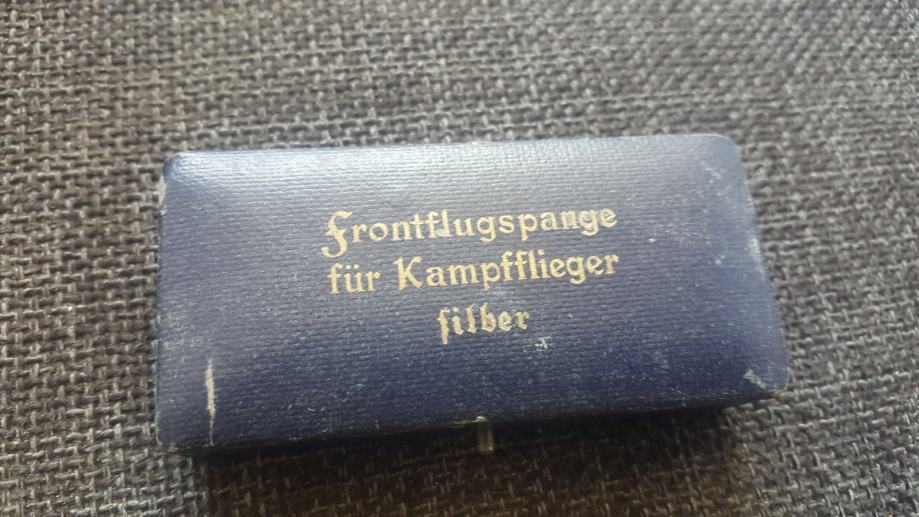 Frontflugspange
für Kampfflieger
ſilber